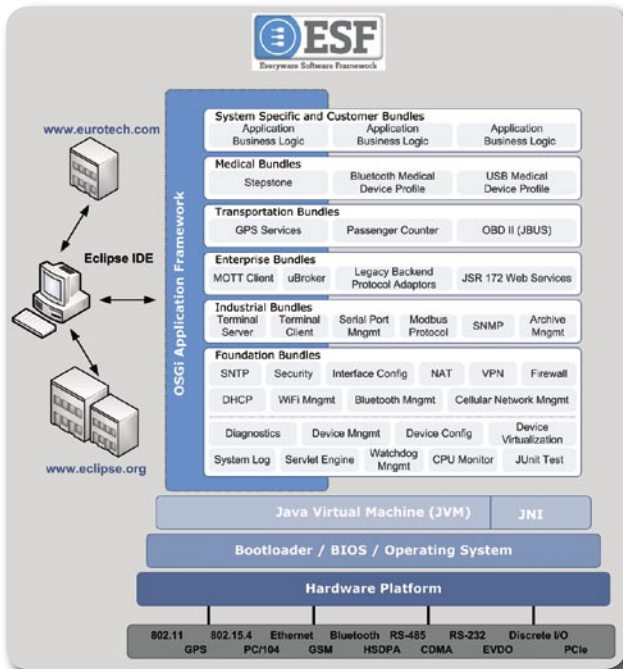 ESF
Everyware Software Framework
www.eurotech.com
Eclipse IDE
www.eclipse.org
OSGi Application Framework
System Specific and Customer Bundles
Application Business Logic
Application Business Logic
Application Business Logic
Medical Bundles
Stepstone
Bluetooth Medical Device Profile
USB Medical Device Profile
Transportation Bundles
GPS Services Passenger Counter OBD II (JBUS)
Enterprise Bundles
MQTT Client uBroker Legacy Backend Protocol Adaptors JSR 172 Web Services
Industrial Bundles
Terminal Server Terminal Client Serial Port Mngmt Modbus Protocol SNMP Archive Mngmt
Foundation Bundles
SNTP Security Interface Config NAT VPN Firewall
DHCP WiFi Mngmt Bluetooth Mngmt Cellular Network Mngmt
Diagnostics Device Mngmt Device Config Device Virtualization
System Log Servlet Engine Watchdog Mngmt CPU Monitor JUnit Test
Java Virtual Machine (JVM) JNI
Bootloader / BIOS / Operating System
Hardware Platform
802.11 802.15.4 Ethernet Bluetooth RS-485 RS-232 Discrete I/O
GPS PC/104 GSM HSDPA CDMA EVDO PCIe